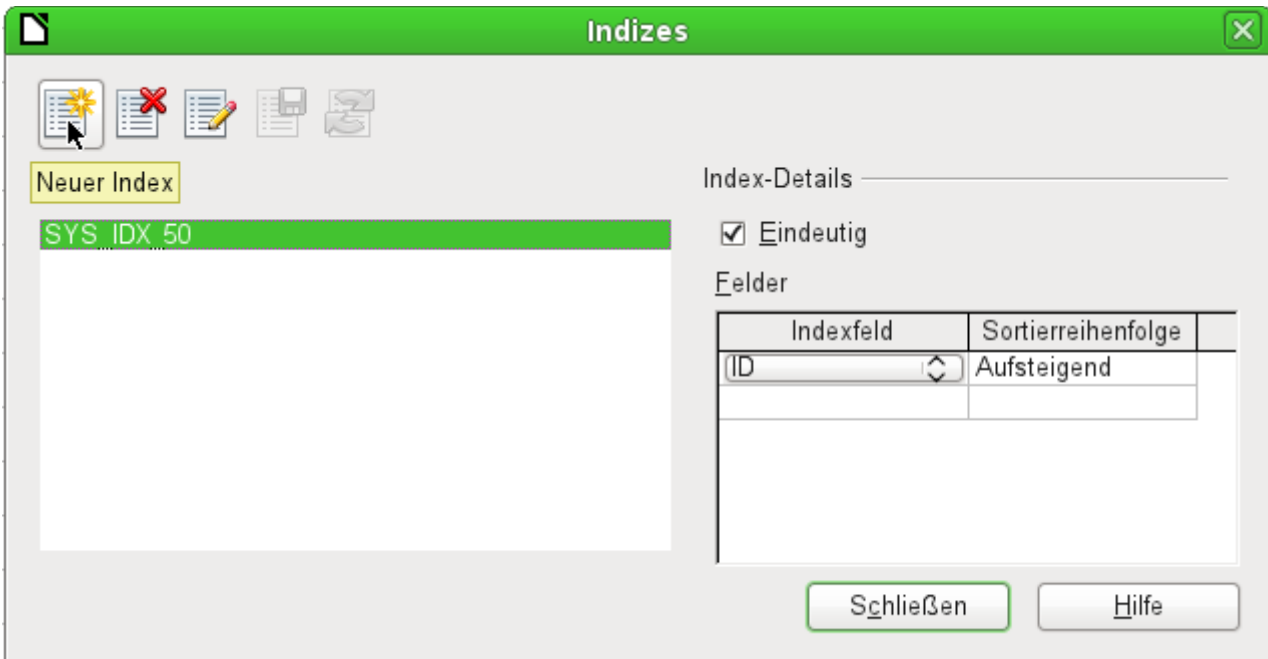 Indizes
Neuer Index
SYS_IDX_50
Index-Details
Eindeutig
Felder
Indexfeld Sortierreihenfolge
ID Aufsteigend
Schließen Hilfe